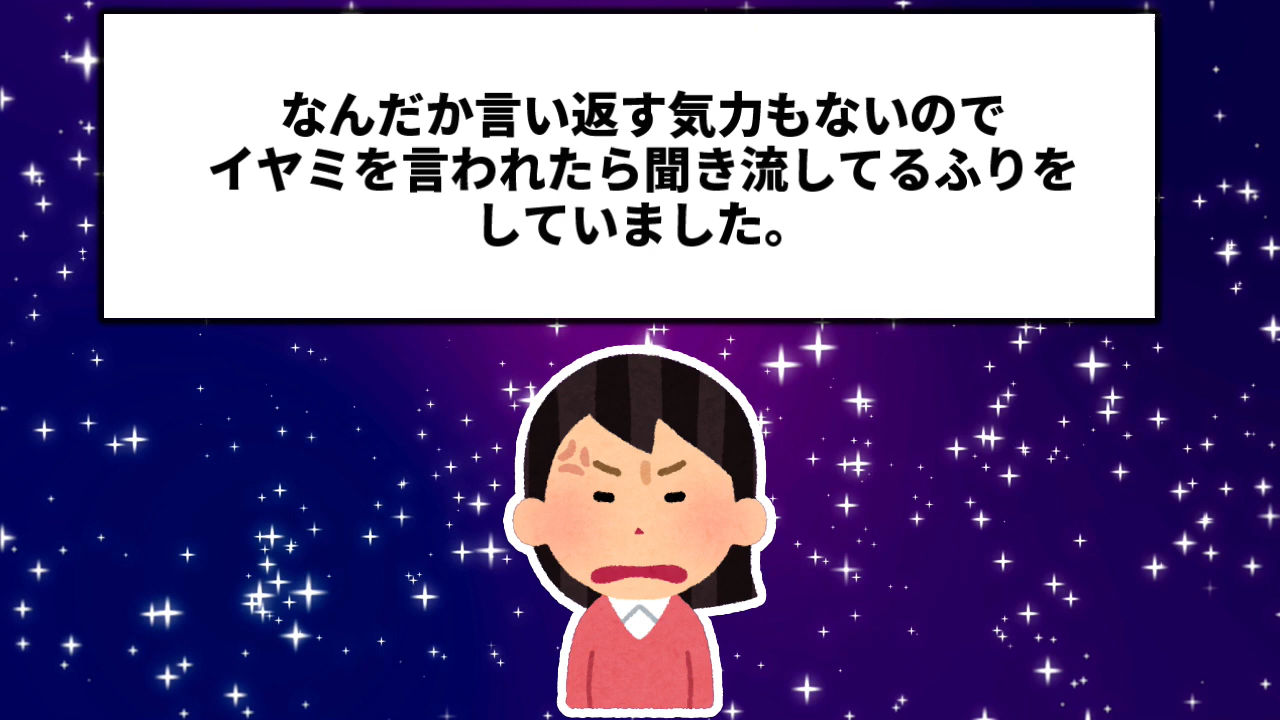 なんだか言い返す気力もないので
イヤミを言われたら聞き流してるふりを
していました。